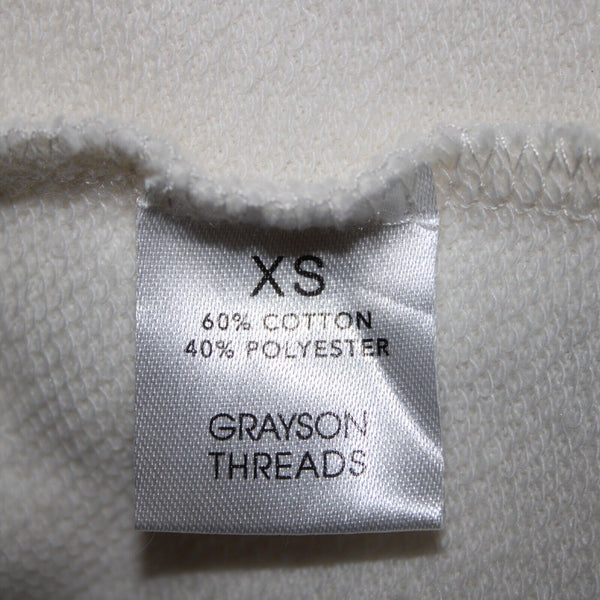 XS
60% COTTON
40% POLYESTER
GRAYSON
THREADS